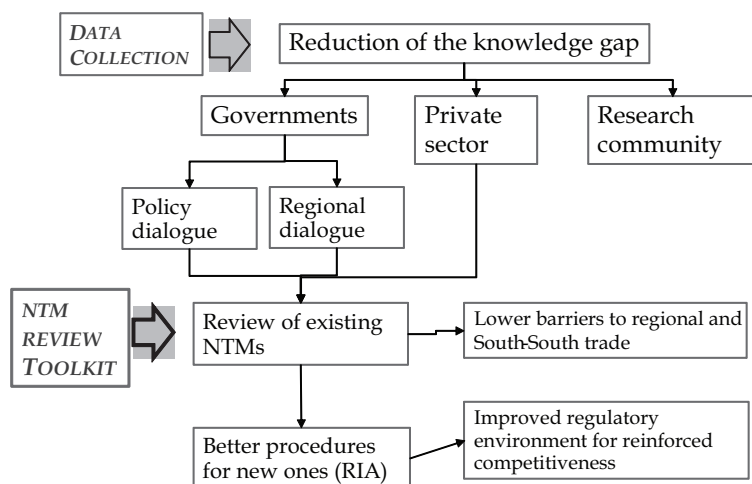 DATA
COLLECTION
Reduction of the knowledge gap
Governments
Private
sector
Research
community
Policy
dialogue
Regional
dialogue
NTM
REVIEW
TOOLKIT
Review of existing
NTMs
Lower barriers to regional and
South-South trade
Better procedures
for new ones (RIA)
Improved regulatory
environment for reinforced
competitiveness